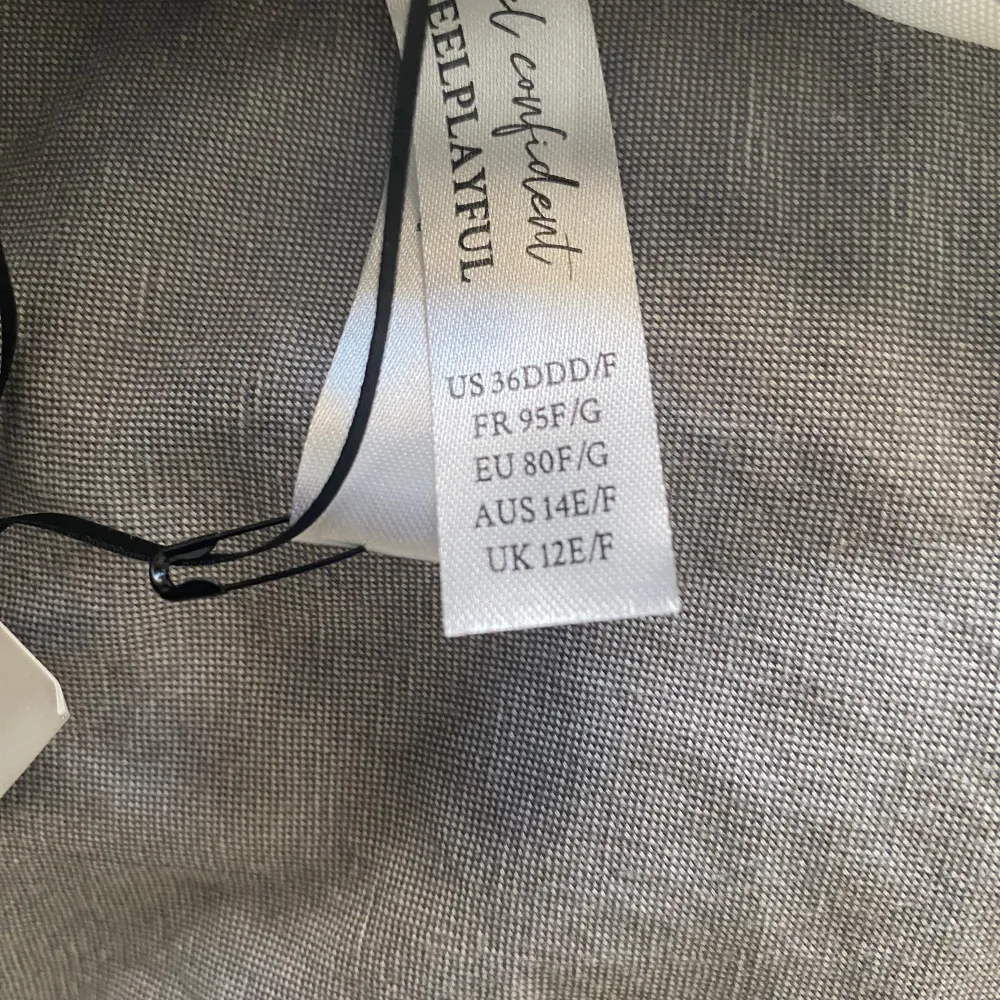 confident
EELPLAYFUL
US 36DDD/F
FR 95F/G
EU 80F/G
AUS 14E/F
UK 12E/F